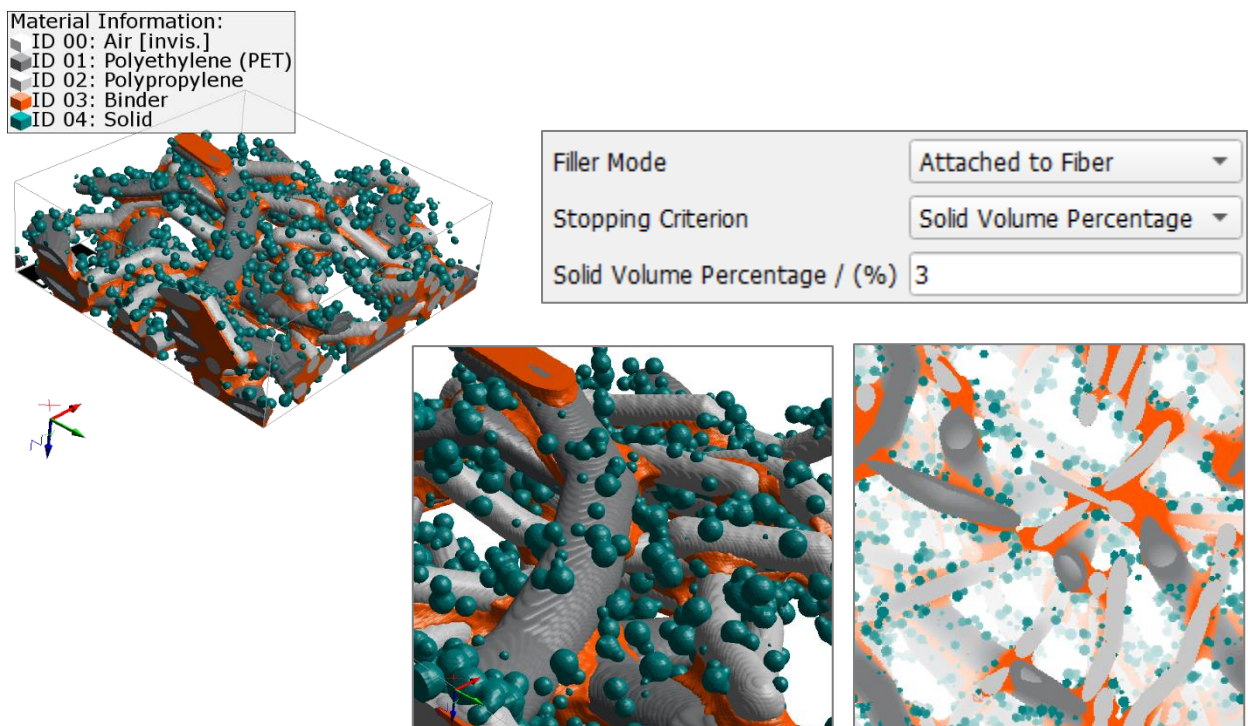 Material Information:
ID 00: Air [invis.]
ID 01: Polyethylene (PET)
ID 02: Polypropylene
ID 03: Binder
ID 04: Solid
Filler Mode Attached to Fiber
Stopping Criterion Solid Volume Percentage
Solid Volume Percentage / (%) 3